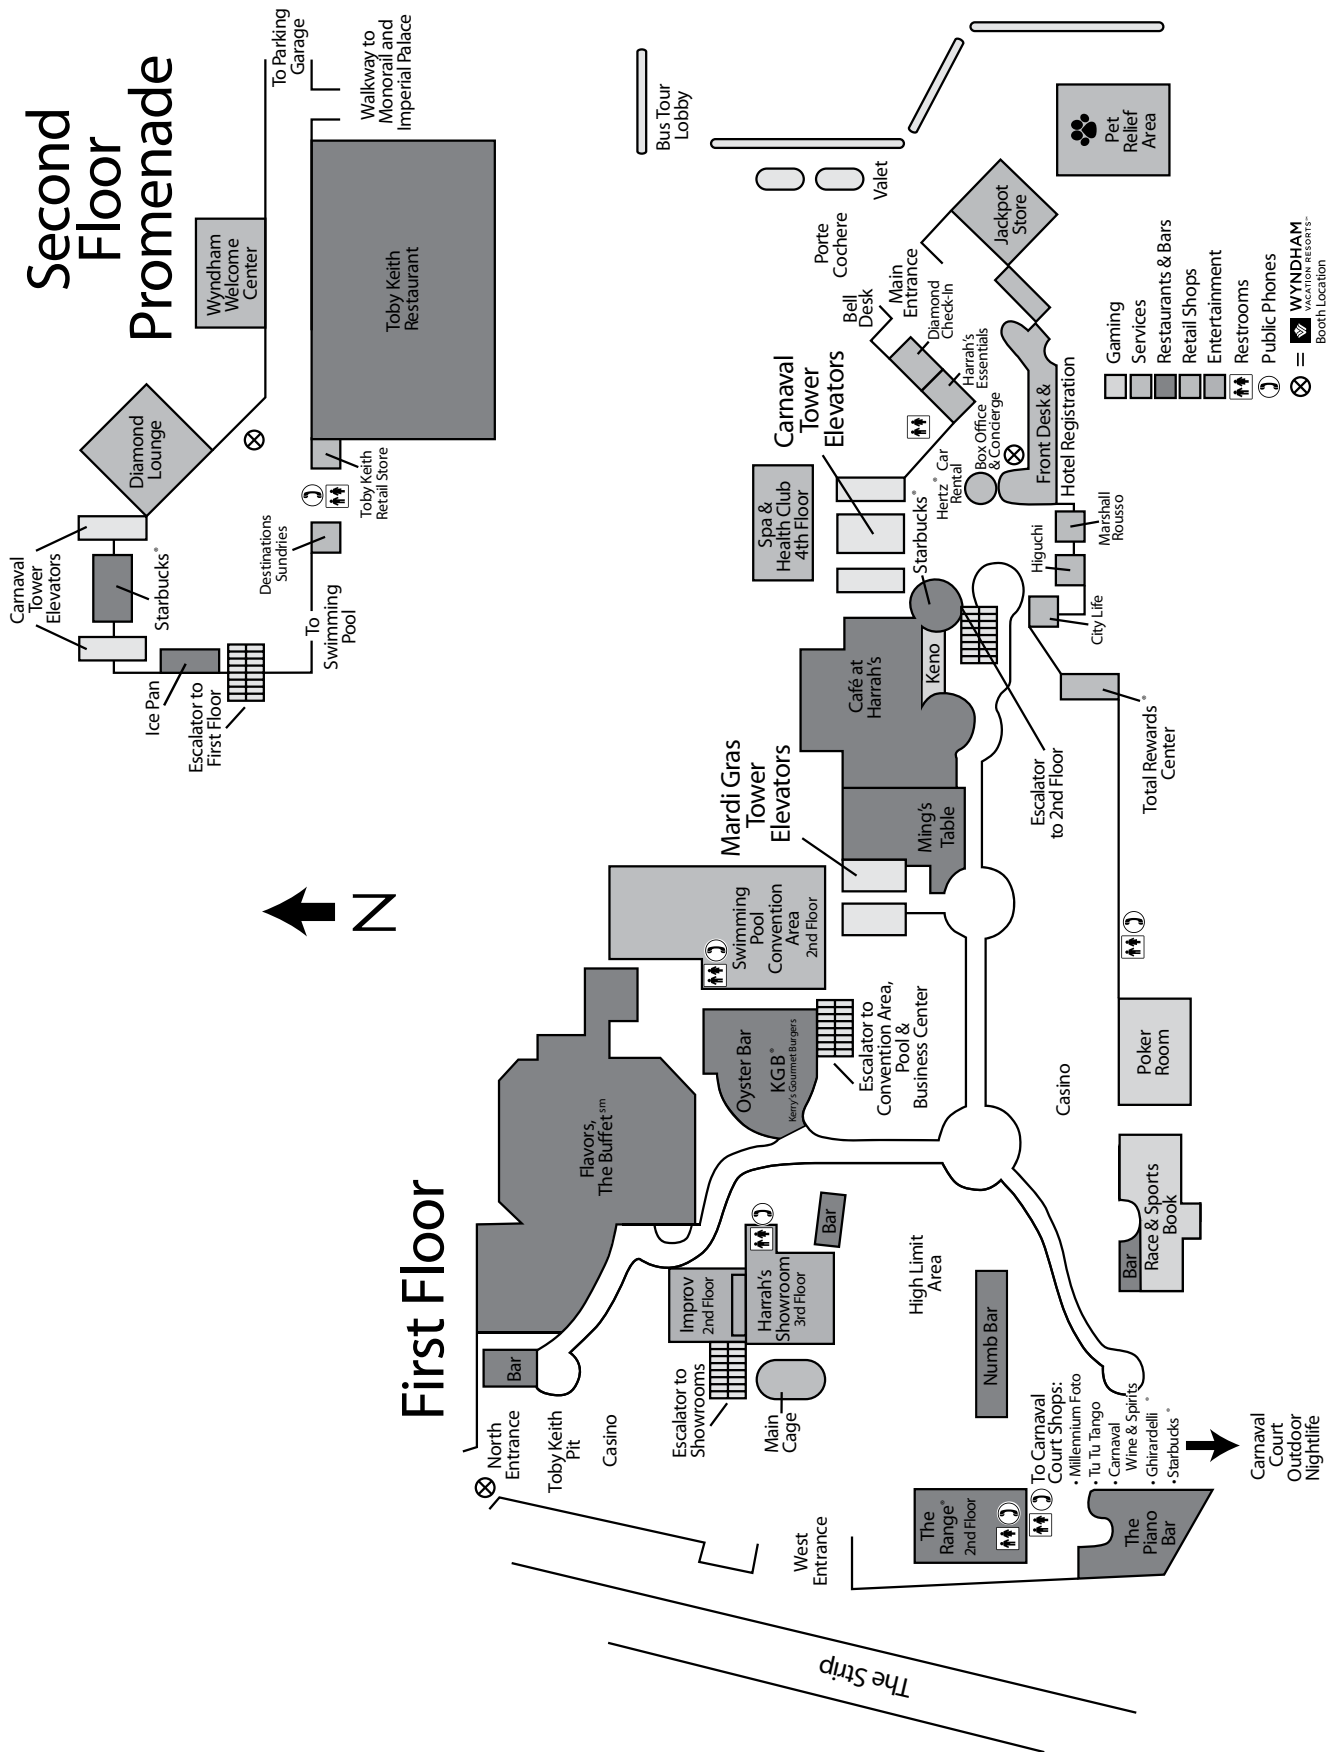 Second
Floor
Promenade
To Parking
Garage
Walkway to
Monorail and
Imperial Palace
Wyndham
Welcome
Center
Toby Keith
Restaurant
Diamond
Lounge
Toby Keith
Retail Store
Destinations
Sundries
Carnaval
Tower
Elevators
Starbucks®
Ice Pan
Escalator to
First Floor
To
Swimming
Pool
N
First Floor
North
Entrance
Toby Keith
Pit
Casino
Bar
Flavors,
The Buffet℠
Improv
2nd Floor
Harrah's
Showroom
3rd Floor
Escalator to
Showrooms
Main
Cage
Bar
Oyster Bar
KGB®
Kerry's Gourmet Burgers
Swimming
Pool
Convention
Area
2nd Floor
Escalator to
Convention Area,
Pool &
Business Center
Mardi Gras
Tower
Elevators
Ming's
Table
Café at
Harrah's
Keno
Starbucks®
Spa &
Health Club
4th Floor
Carnaval
Tower
Elevators
Bell
Desk
Main
Entrance
Diamond
Check-In
Harrah's
Essentials
Porte
Cochere
Valet
Bus Tour
Lobby
Jackpot
Store
Pet
Relief
Area
Box Office
& Concierge
Hertz® Car
Rental
Front Desk &
Hotel Registration
Marshall
Rousso
Higuchi
City Life
Escalator
to 2nd Floor
Total Rewards®
Center
Casino
Poker
Room
Race & Sports
Book
Bar
High Limit
Area
Numb Bar
West
Entrance
The
Range®
2nd Floor
To Carnaval
Court Shops:
• Millennium Foto
• Tu Tu Tango
• Carnaval
Wine & Spirits
• Ghirardelli®
• Starbucks®
The
Piano
Bar
Carnaval
Court
Outdoor
Nightlife
The Strip
Gaming
Services
Restaurants & Bars
Retail Shops
Entertainment
Restrooms
Public Phones
= WYNDHAM
VACATION RESORTS℠
Booth Location